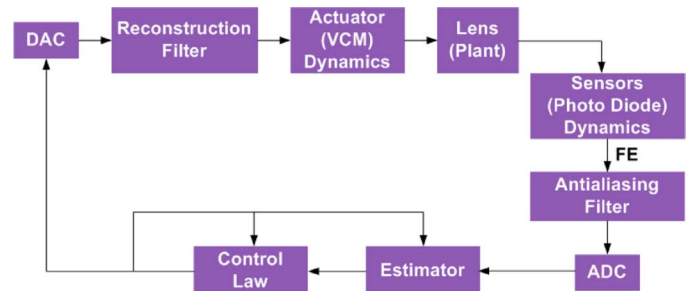 DAC
Reconstruction
Filter
Actuator
(VCM)
Dynamics
Lens
(Plant)
Sensors
(Photo Diode)
Dynamics
FE
Antialiasing
Filter
ADC
Estimator
Control
Law